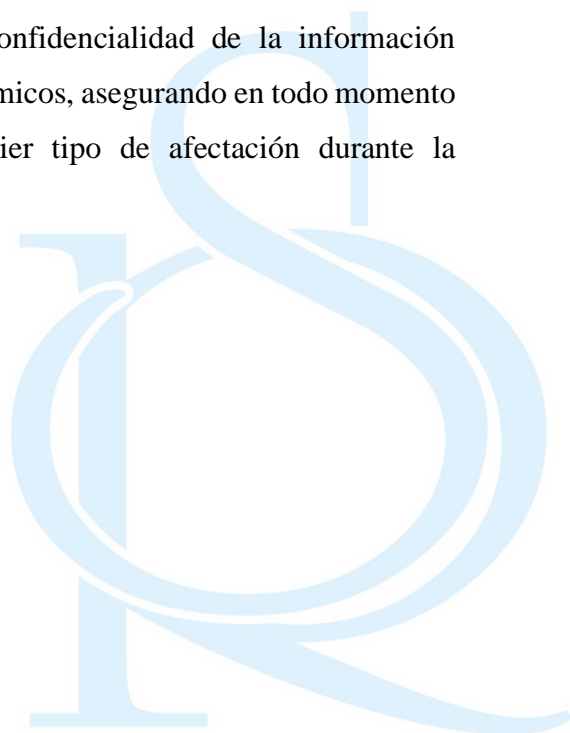 onfidencialidad de la información
micos, asegurando en todo momento
ier tipo de afectación durante la